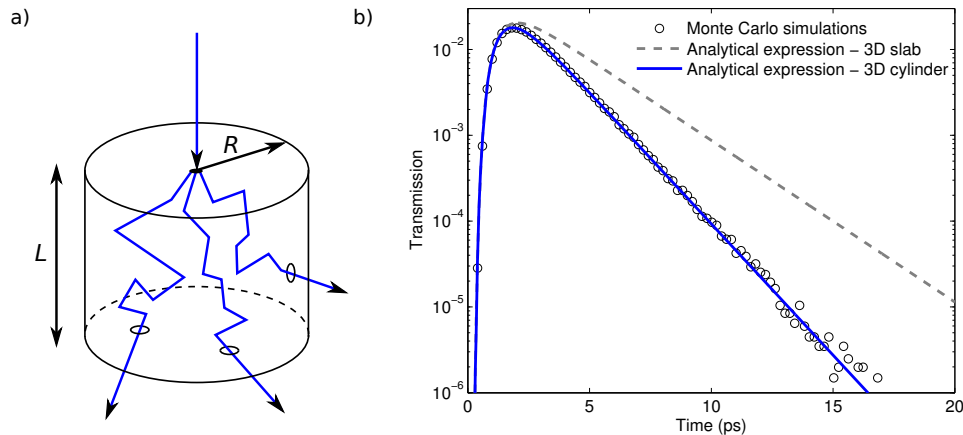 a)
R
L
b)
Transmission
10⁻²
10⁻³
10⁻⁴
10⁻⁵
10⁻⁶
Monte Carlo simulations
Analytical expression − 3D slab
Analytical expression − 3D cylinder
0 5 10 15 20
Time (ps)